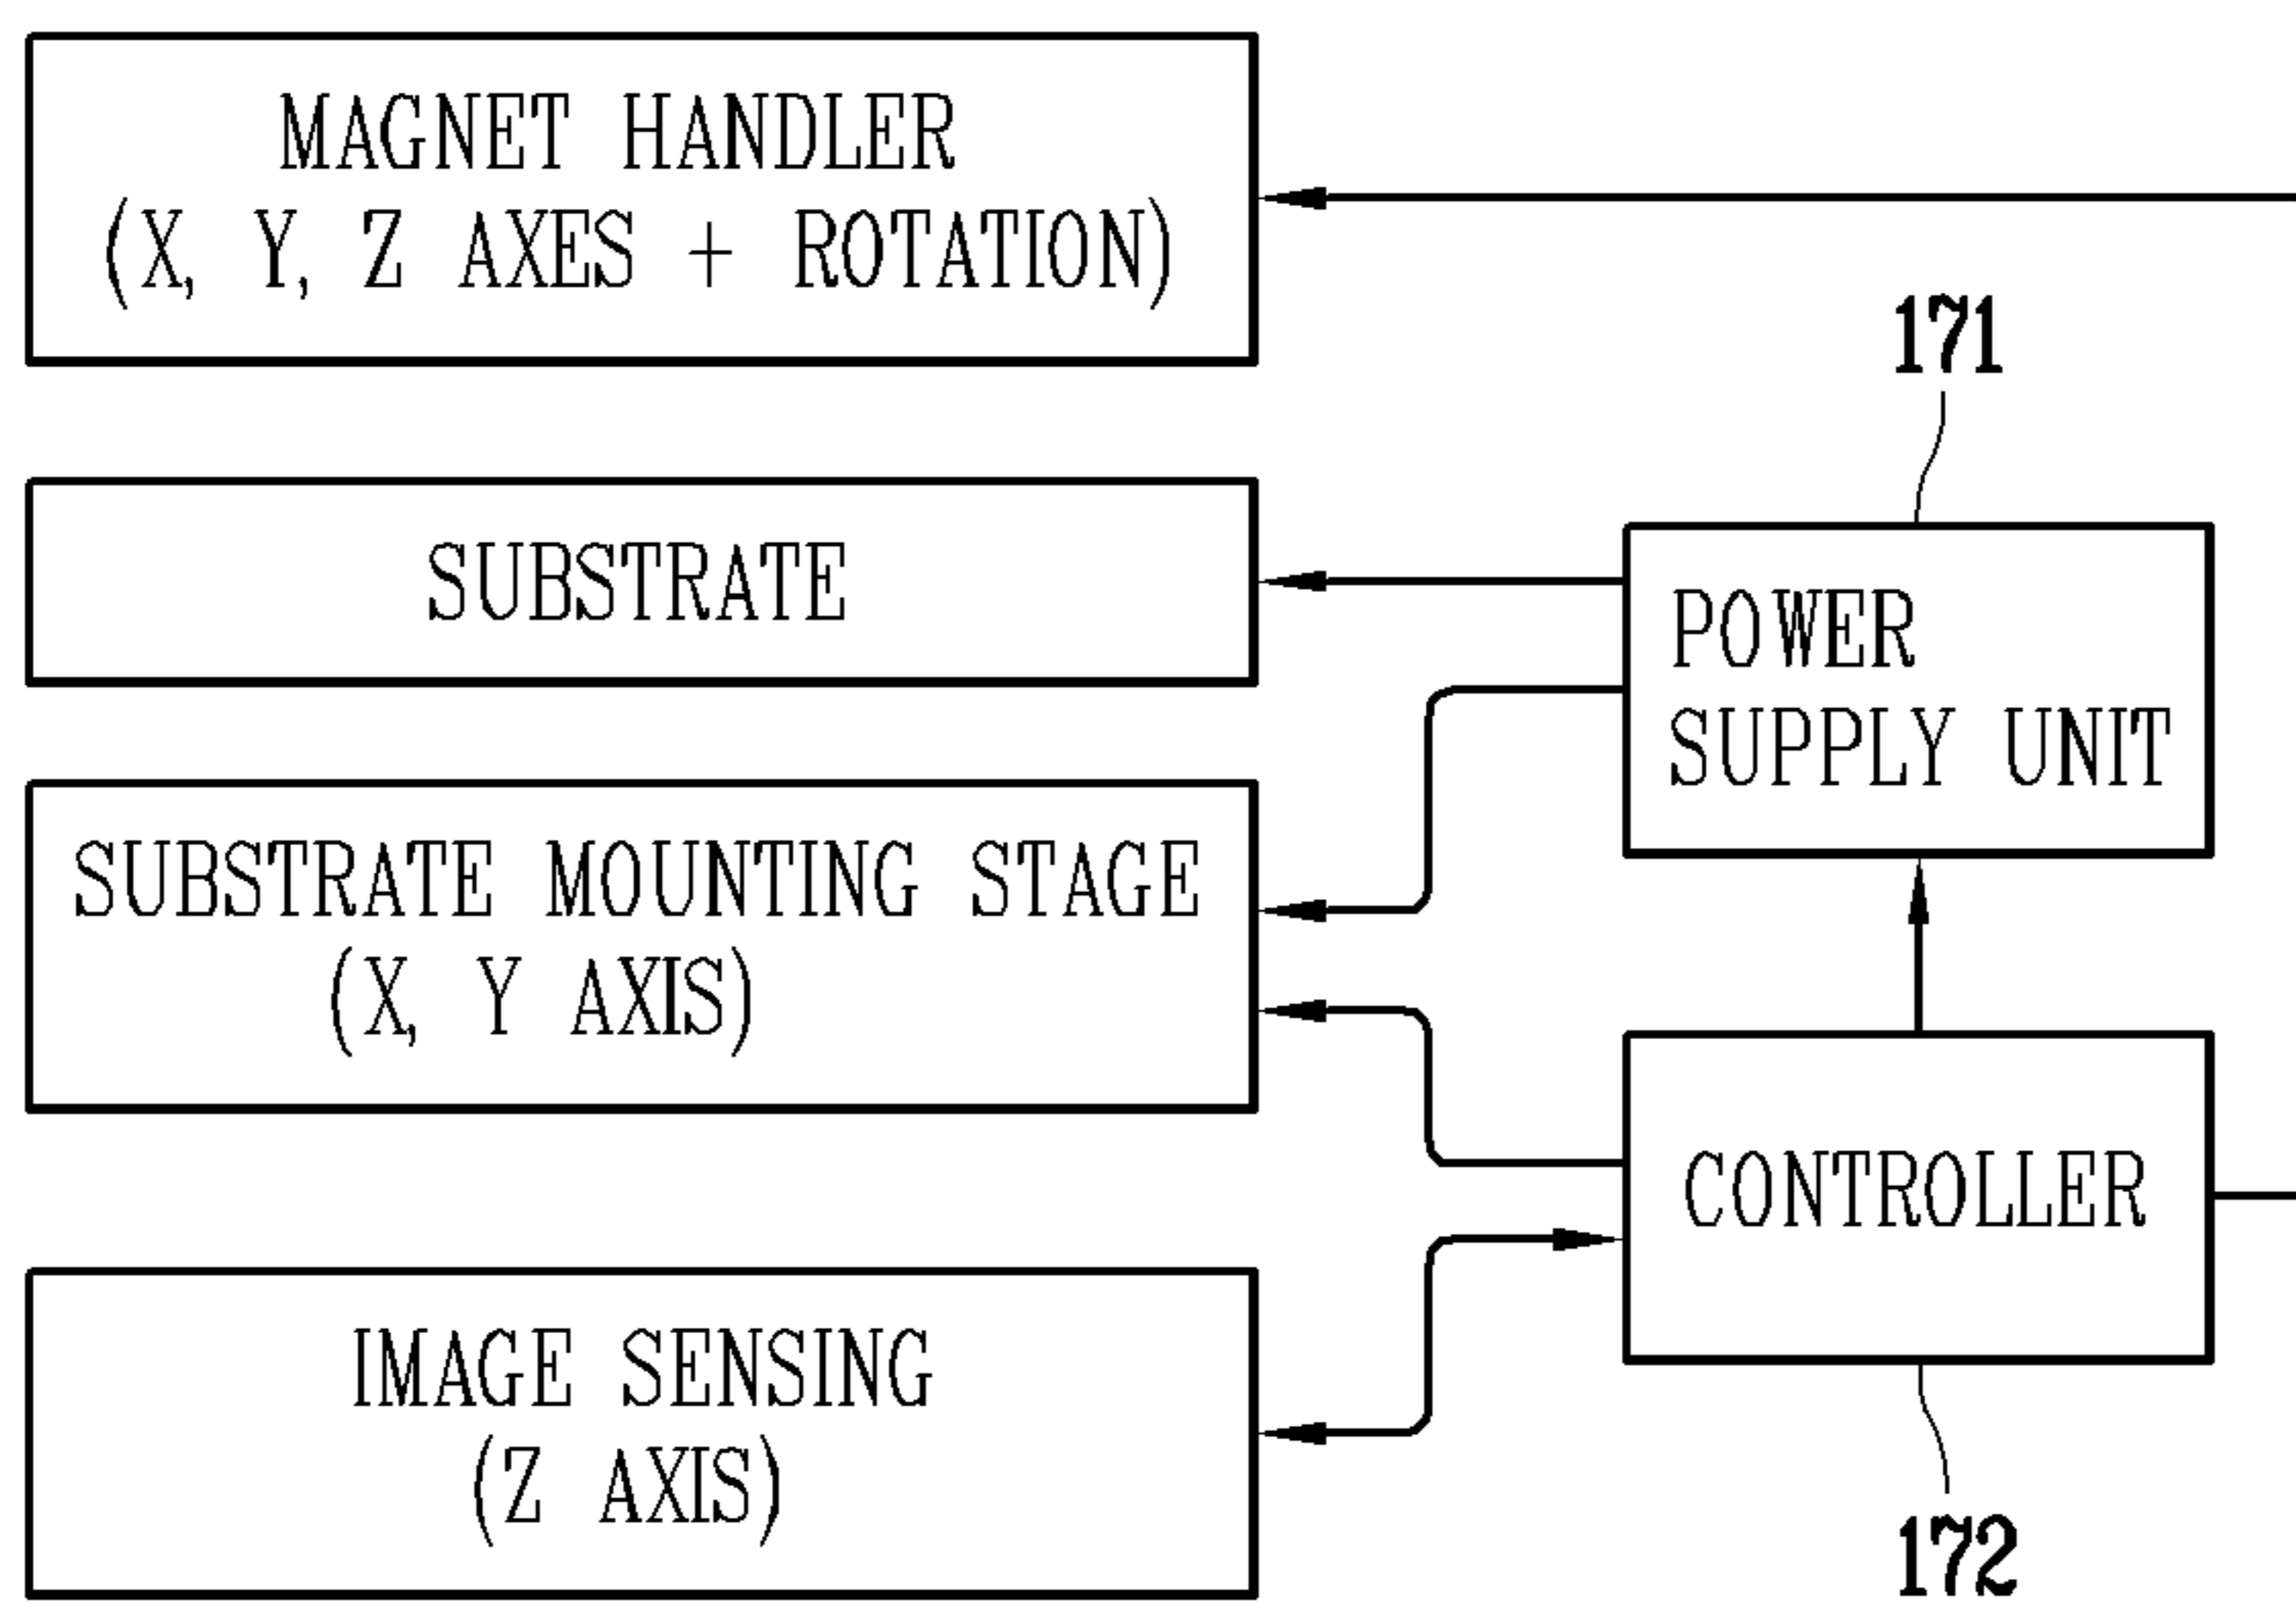 MAGNET HANDLER
(X, Y, Z AXES + ROTATION)
171
SUBSTRATE
POWER
SUPPLY UNIT
SUBSTRATE MOUNTING STAGE
(X, Y AXIS)
CONTROLLER
IMAGE SENSING
(Z AXIS)
172